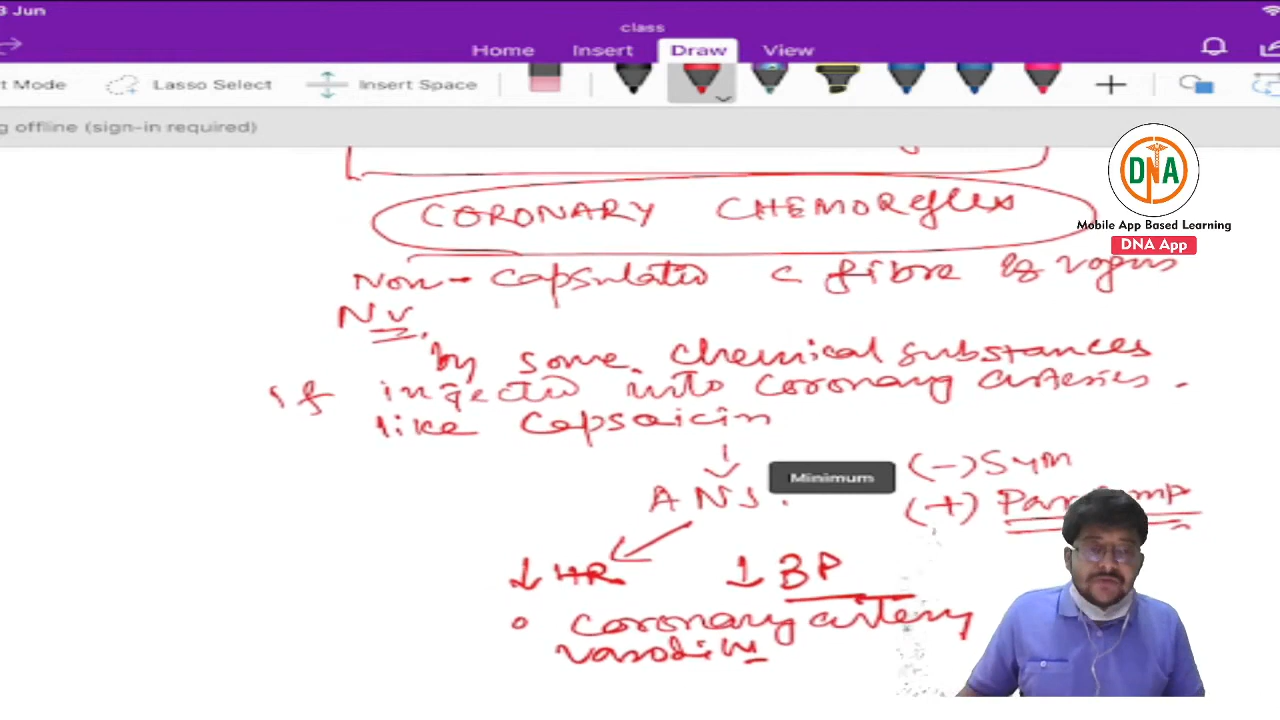 3 Jun
class
Home Insert Draw View
t Mode Lasso Select Insert Space
g offline (sign-in required)
DNA
Mobile App Based Learning
DNA App
CORONARY CHEMOReflex
Non-capsulated c fibre of vagus
Nv.
by some chemical substances
if injected into coronary arteries.
like Capsaicin
ANS.
Minimum
(-) Sym
(+)
↓ HR ↓ BP
coronary artery